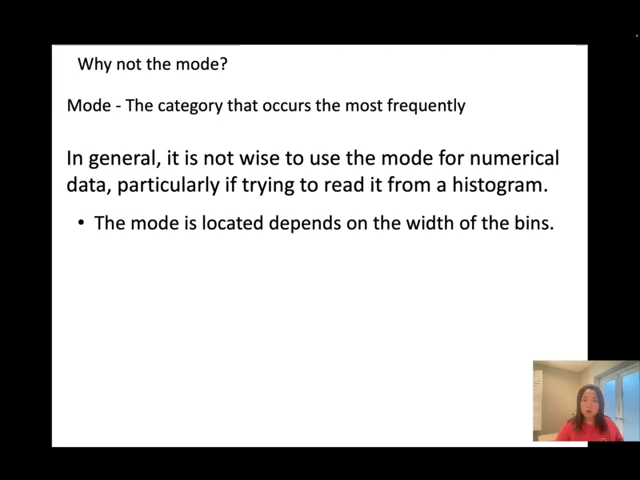 Why not the mode?
Mode - The category that occurs the most frequently
In general, it is not wise to use the mode for numerical
data, particularly if trying to read it from a histogram.
• The mode is located depends on the width of the bins.